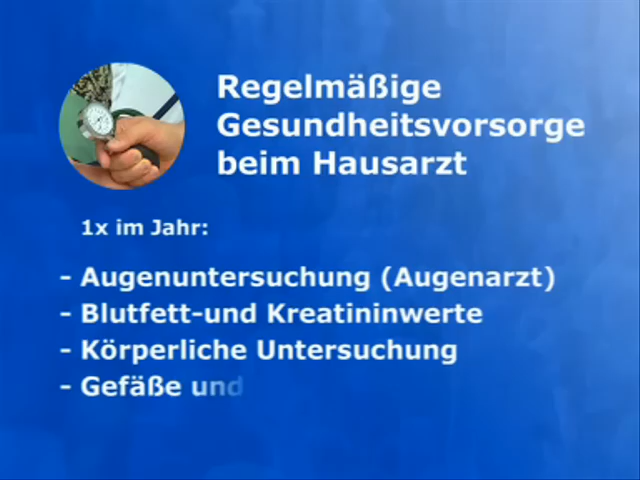 Regelmäßige
Gesundheitsvorsorge
beim Hausarzt
1x im Jahr:
- Augenuntersuchung (Augenarzt)
- Blutfett-und Kreatininwerte
- Körperliche Untersuchung
- Gefäße und